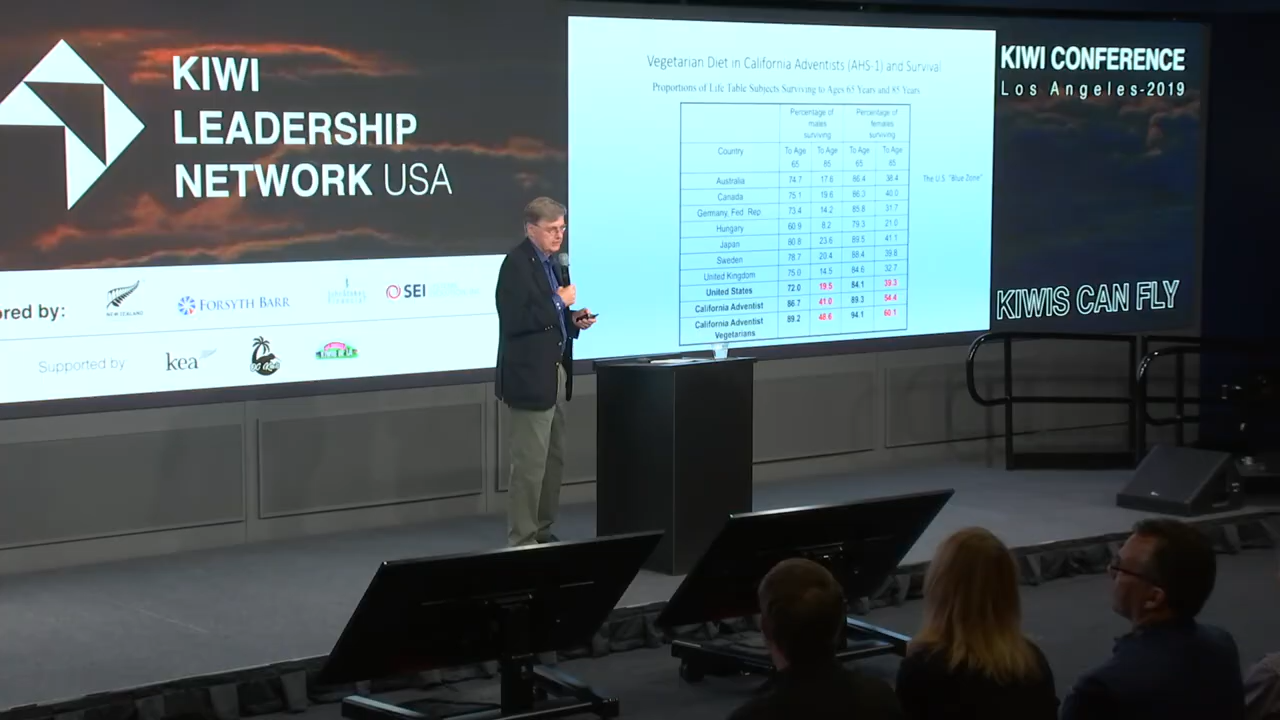 KIWI
LEADERSHIP
NETWORK USA
ored by:
NEW ZEALAND
FORSYTH BARR
SEI
Supported by
kea
Vegetarian Diet in California Adventists (AHS-1) and Survival
Proportions of Life Table Subjects Surviving to Ages 65 Years and 85 Years
Percentage of males surviving Percentage of females surviving
Country To Age 65 To Age 85 To Age 65 To Age 85
Australia 74.7 17.6 86.4 38.4
Canada 75.1 19.6 86.3 40.0
Germany, Fed. Rep. 73.4 14.2 85.8 31.7
Hungary 60.9 8.2 79.3 21.0
Japan 80.8 23.6 89.5 41.1
Sweden 78.7 20.4 88.4 39.8
United Kingdom 75.0 14.5 84.6 32.7
United States 72.0 19.5 84.1 39.3
California Adventist 86.7 41.0 89.3 54.4
California Adventist Vegetarians 89.2 48.6 94.1 60.1
The U.S. "Blue Zone"
KIWI CONFERENCE
Los Angeles-2019
KIWIS CAN FLY